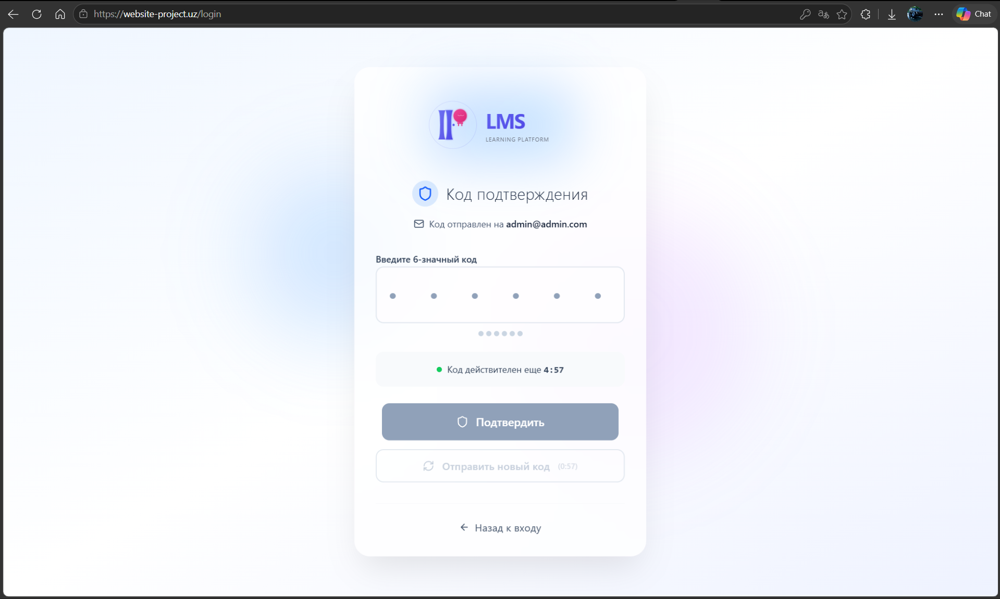 https://website-project.uz/login
Chat
LMS
LEARNING PLATFORM
Код подтверждения
Код отправлен на admin@admin.com
Введите 6-значный код
Код действителен еще 4:57
Подтвердить
Отправить новый код (0:57)
Назад к входу